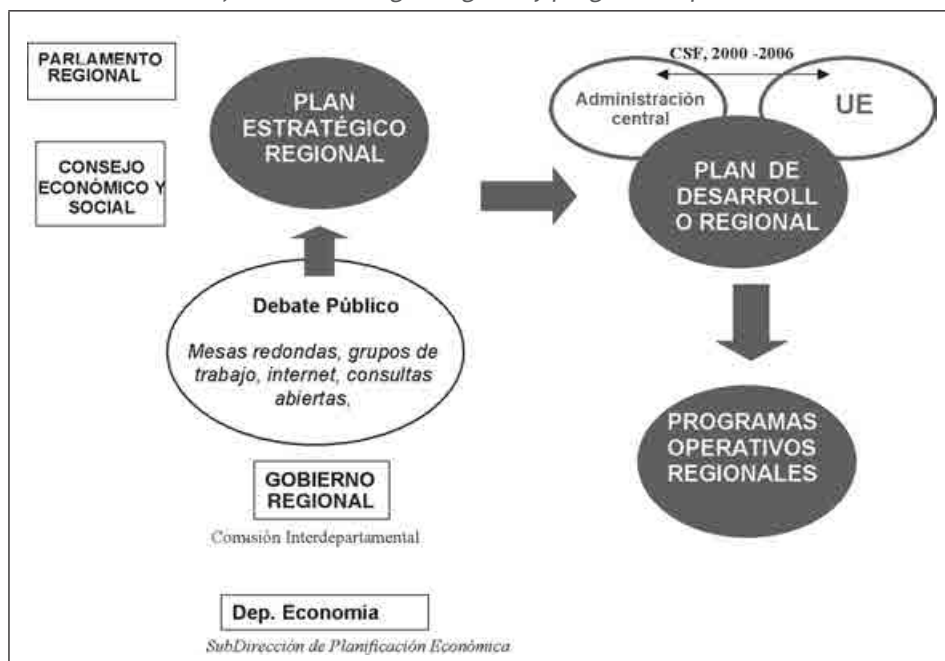 PARLAMENTO
REGIONAL
CONSEJO
ECONÓMICO Y
SOCIAL
PLAN
ESTRATÉGICO
REGIONAL
Debate Público
Mesas redondas, grupos de
trabajo, internet, consultas
abiertas,
GOBIERNO
REGIONAL
Comisión Interdepartamental
Dep. Economia
SubDirección de Planificación Económica
CSF, 2000 -2006
Administración
central
UE
PLAN DE
DESARROLL
O REGIONAL
PROGRAMAS
OPERATIVOS
REGIONALES